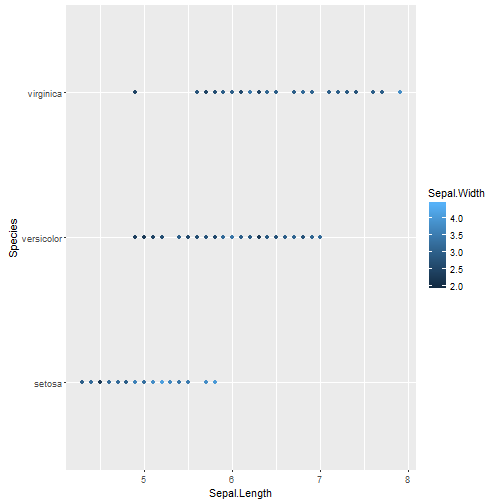 virginica
versicolor
setosa
Species
5 6 7 8
Sepal.Length
Sepal.Width
4.0
3.5
3.0
2.5
2.0